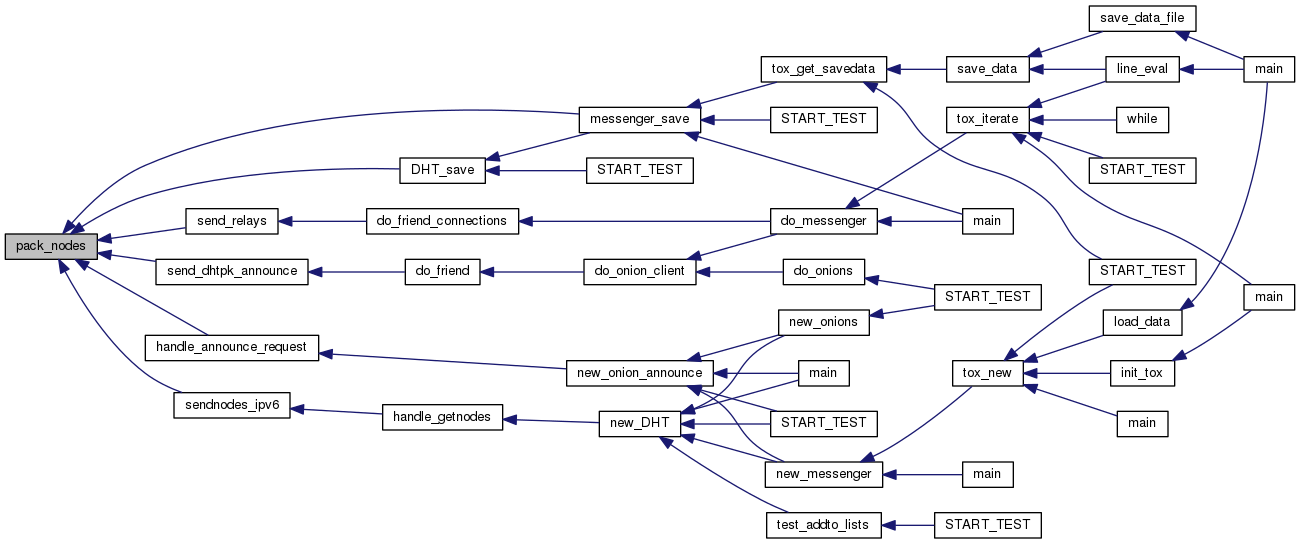 save_data_file
tox_get_savedata
save_data
line_eval
main
messenger_save
START_TEST
tox_iterate
while
DHT_save
START_TEST
START_TEST
send_relays
do_friend_connections
do_messenger
main
pack_nodes
send_dhtpk_announce
do_friend
do_onion_client
do_onions
START_TEST
START_TEST
main
new_onions
load_data
handle_announce_request
new_onion_announce
main
tox_new
init_tox
sendnodes_ipv6
handle_getnodes
new_DHT
START_TEST
main
new_messenger
main
test_addto_lists
START_TEST